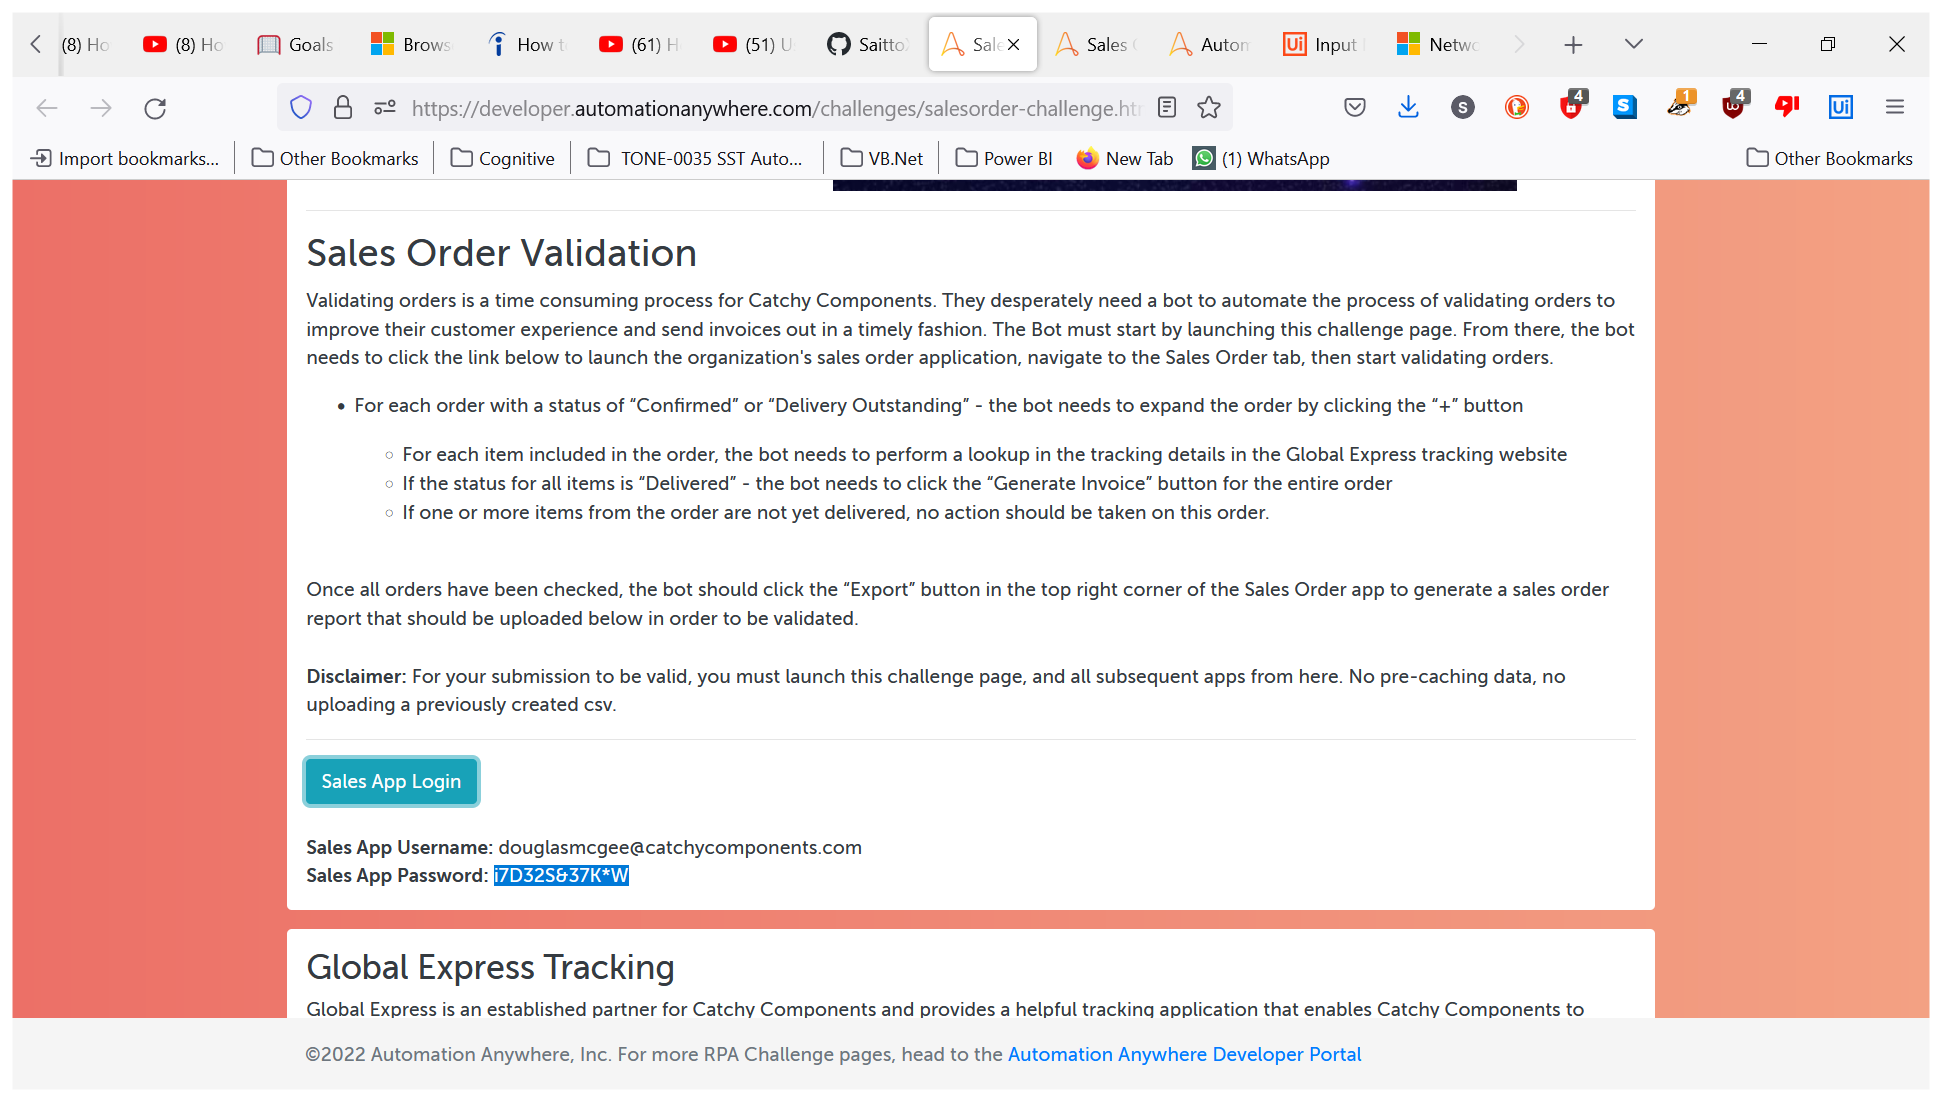 (8) Ho
(8) Ho
Goals
Brows
How t
(61) H
(51) U
Saitto
Sale
Sales
Autom
Input
Netwo
https://developer.automationanywhere.com/challenges/salesorder-challenge.htm
S
4
S
1
4
Ui
Import bookmarks...
Other Bookmarks
Cognitive
TONE-0035 SST Auto...
VB.Net
Power BI
New Tab
(1) WhatsApp
Other Bookmarks
Sales Order Validation
Validating orders is a time consuming process for Catchy Components. They desperately need a bot to automate the process of validating orders to
improve their customer experience and send invoices out in a timely fashion. The Bot must start by launching this challenge page. From there, the bot
needs to click the link below to launch the organization's sales order application, navigate to the Sales Order tab, then start validating orders.
• For each order with a status of “Confirmed” or “Delivery Outstanding” - the bot needs to expand the order by clicking the “+” button
◦ For each item included in the order, the bot needs to perform a lookup in the tracking details in the Global Express tracking website
◦ If the status for all items is “Delivered” - the bot needs to click the “Generate Invoice” button for the entire order
◦ If one or more items from the order are not yet delivered, no action should be taken on this order.
Once all orders have been checked, the bot should click the “Export” button in the top right corner of the Sales Order app to generate a sales order
report that should be uploaded below in order to be validated.
Disclaimer: For your submission to be valid, you must launch this challenge page, and all subsequent apps from here. No pre-caching data, no
uploading a previously created csv.
Sales App Login
Sales App Username: douglasmcgee@catchycomponents.com
Sales App Password: i7D32S&37K*W
Global Express Tracking
Global Express is an established partner for Catchy Components and provides a helpful tracking application that enables Catchy Components to
©2022 Automation Anywhere, Inc. For more RPA Challenge pages, head to the Automation Anywhere Developer Portal